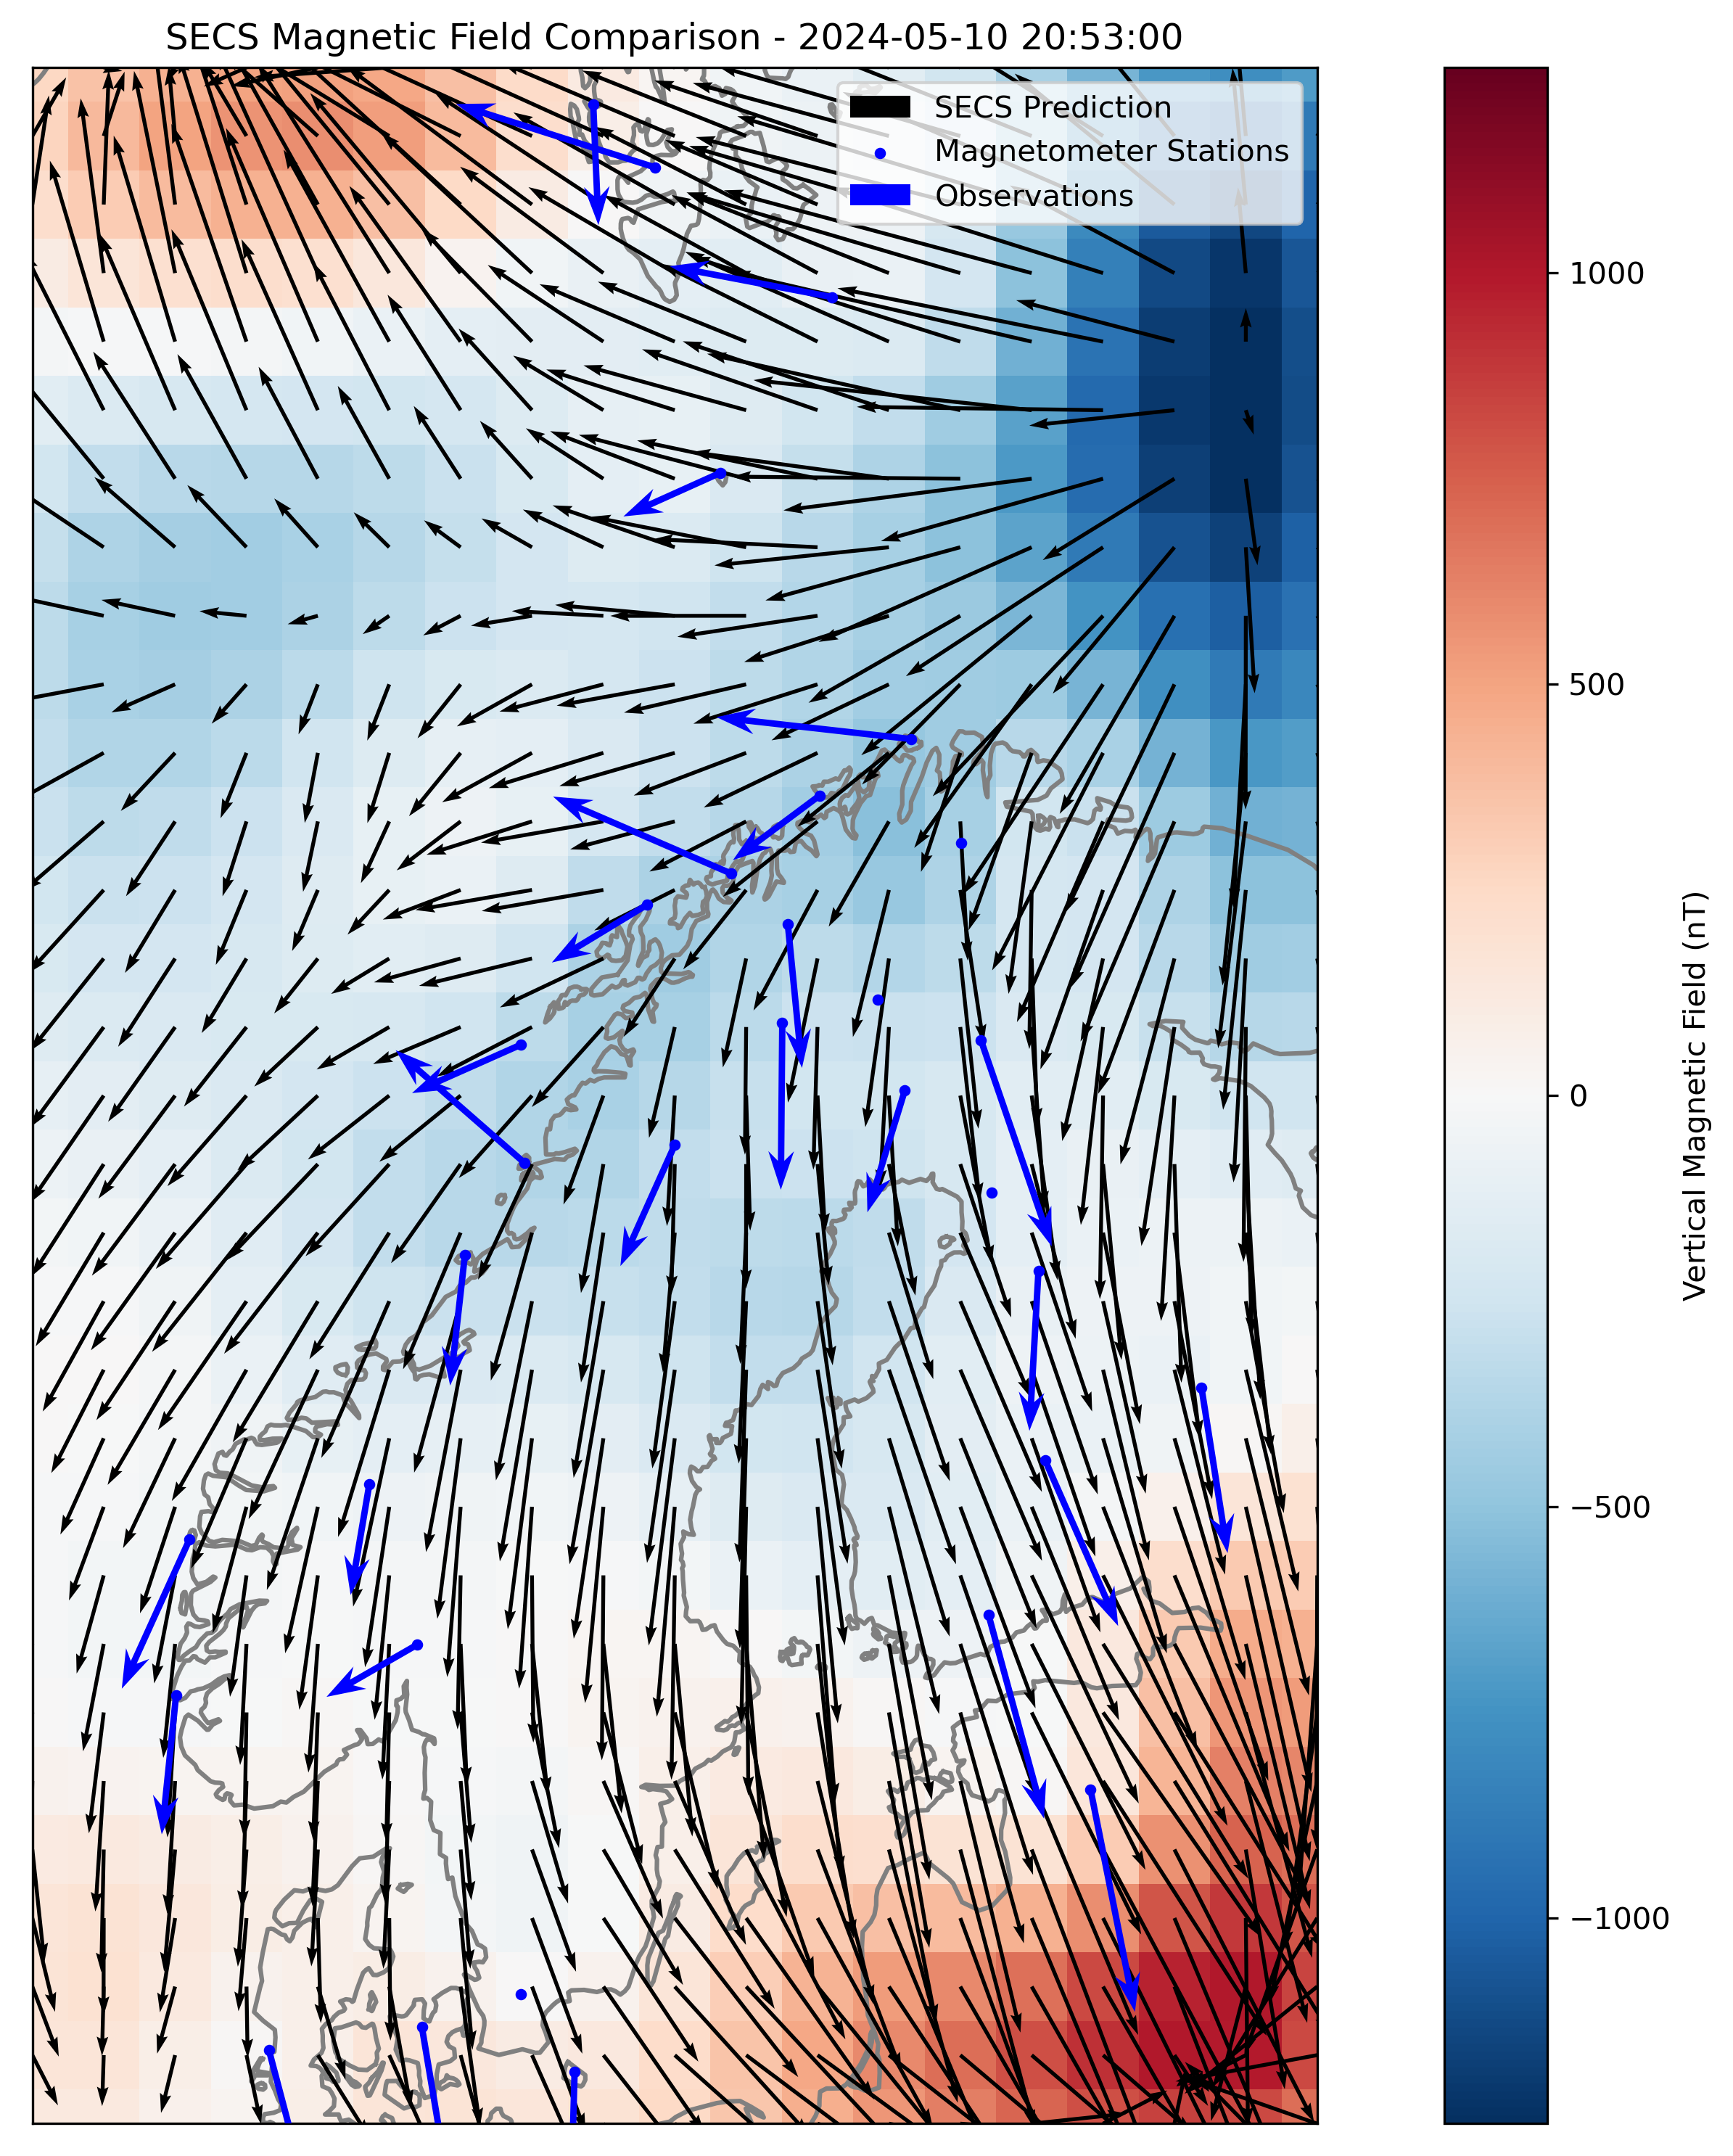 SECS Magnetic Field Comparison - 2024-05-10 20:53:00
SECS Prediction
Magnetometer Stations
Observations
1000
500
0
−500
−1000
Vertical Magnetic Field (nT)